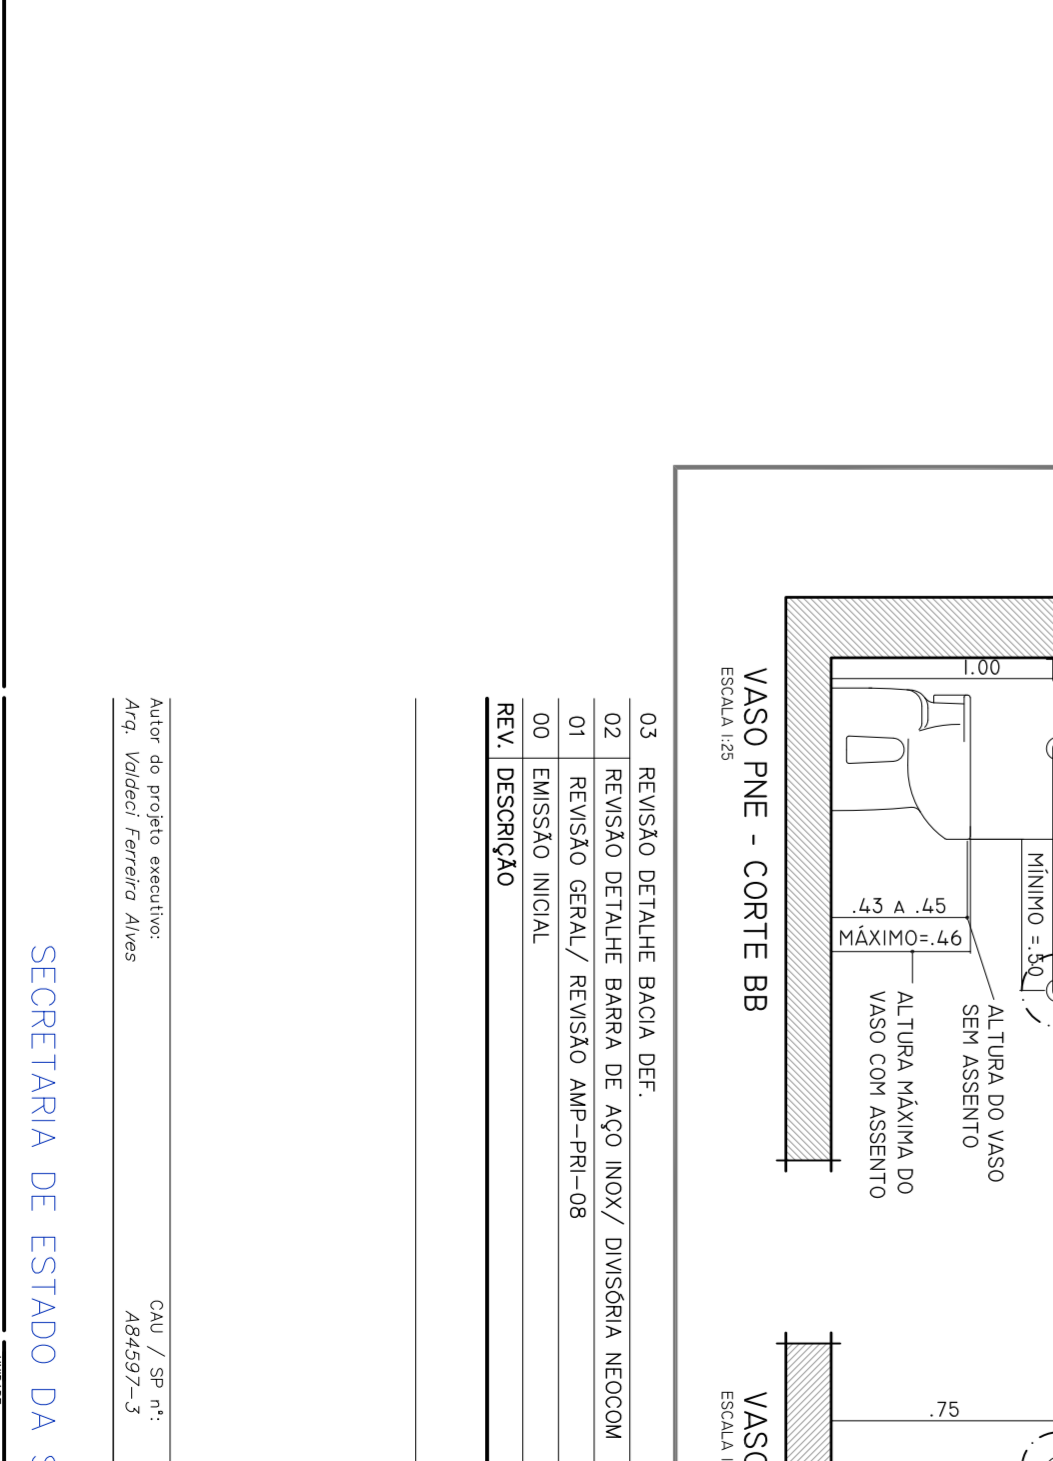 1.00
MÍNIMO =.50
ALTURA DO VASO
SEM ASSENTO
ALTURA MÁXIMA DO
VASO COM ASSENTO
.43 A .45
MÁXIMO=.46
VASO PNE - CORTE BB
ESCALA 1:25
.75
VASO
ESCALA
03 REVISÃO DETALHE BACIA DEF.
02 REVISÃO DETALHE BARRA DE AÇO INOX/ DIVISÓRIA NEOCOM
01 REVISÃO GERAL/ REVISÃO AMP-PRI-08
00 EMISSÃO INICIAL
REV. DESCRIÇÃO
Autor do projeto executivo: CAU / SP nº:
Arq. Valdeci Ferreira Alves A84597-3
SECRETARIA DE ESTADO DA